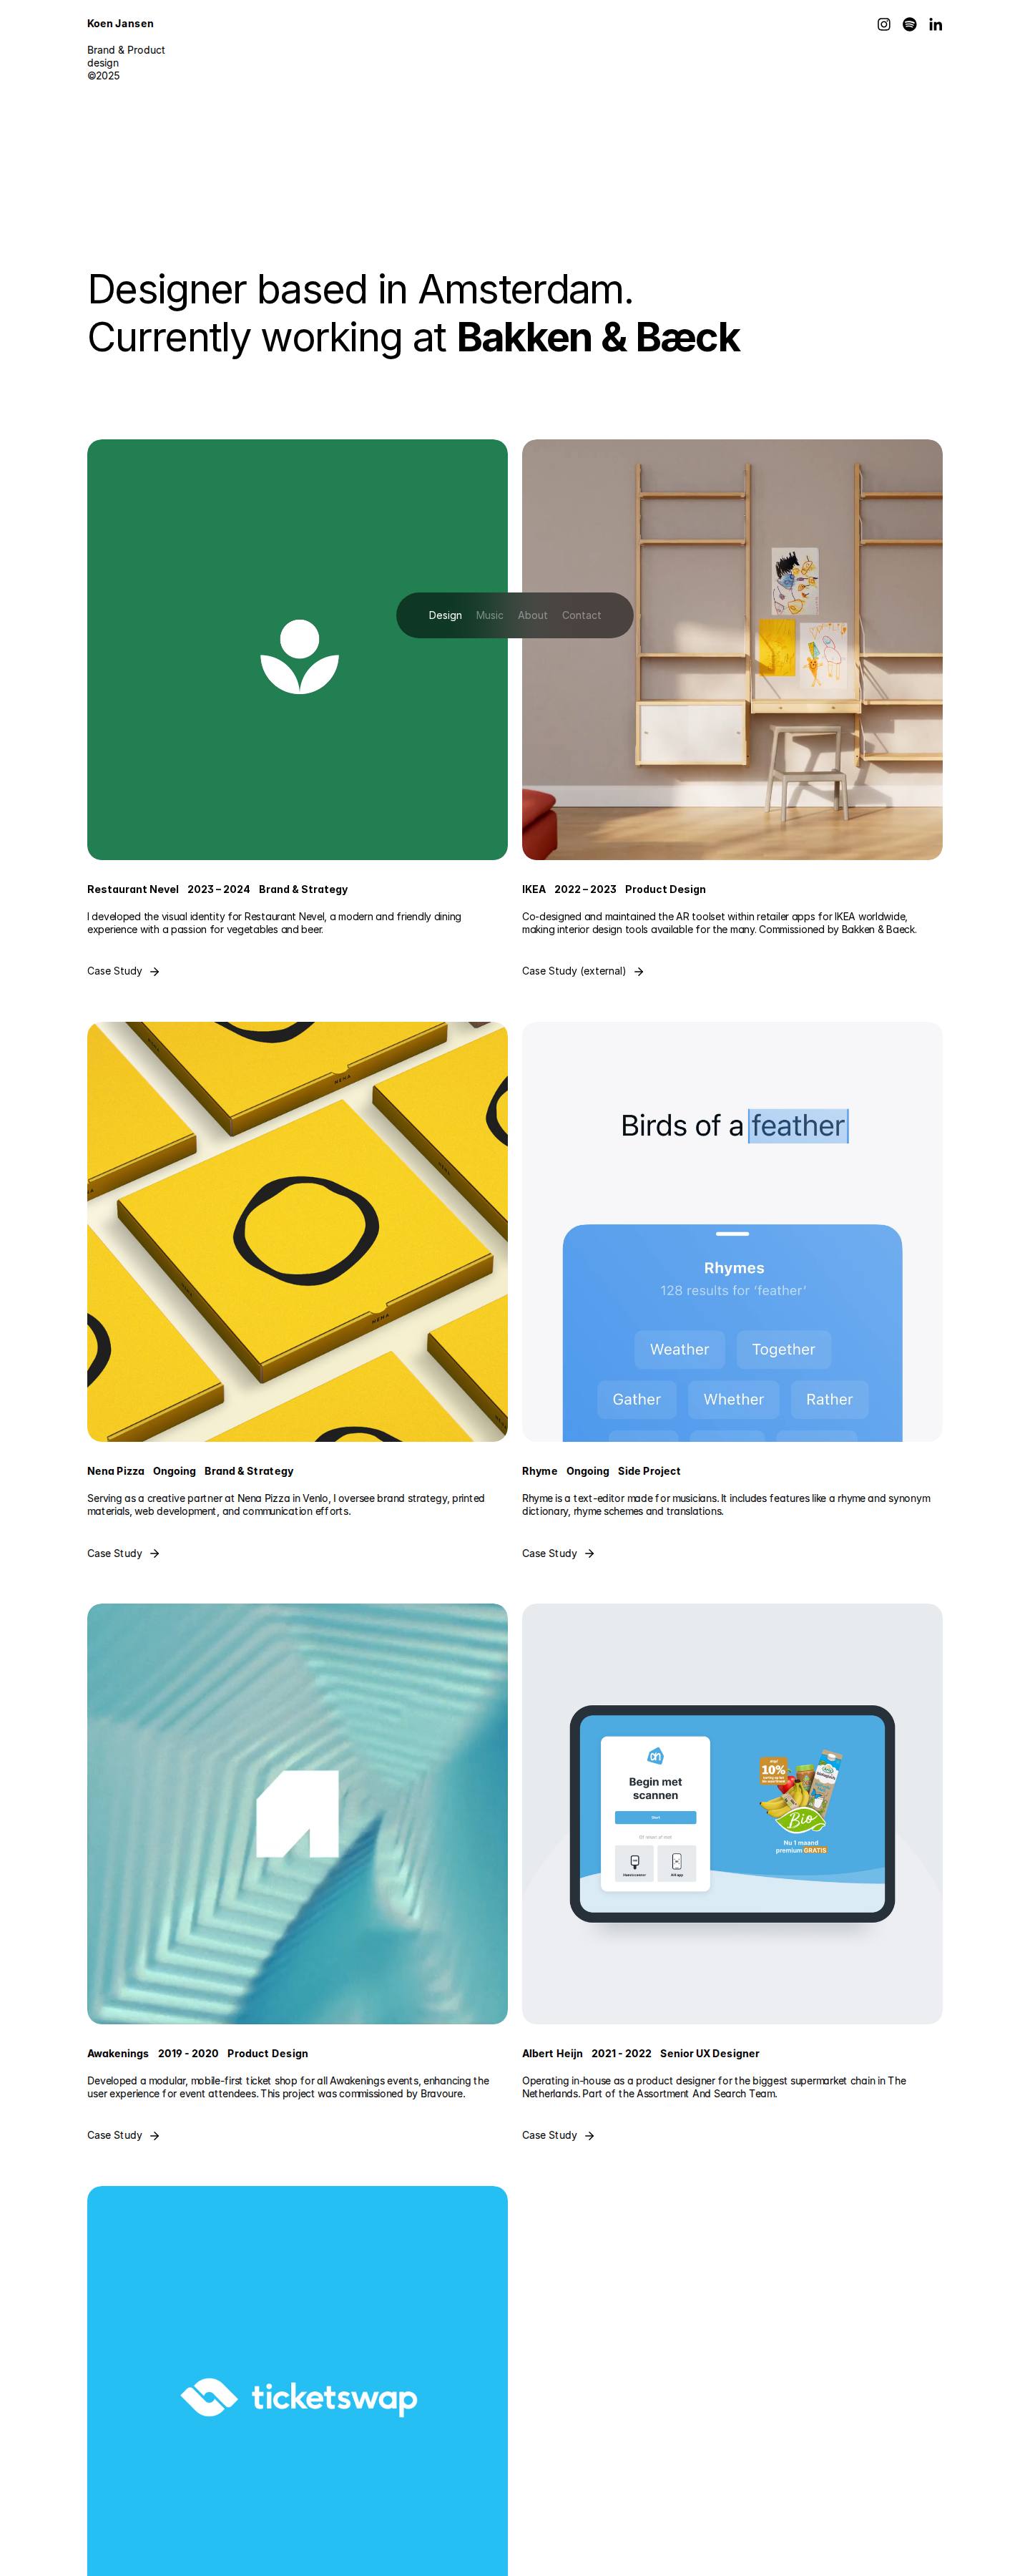 Koen Jansen
Brand & Product
design
©2025
Designer based in Amsterdam.
Currently working at Bakken & Bæck
Design Music About Contact
Restaurant Nevel 2023 – 2024 Brand & Strategy
I developed the visual identity for Restaurant Nevel, a modern and friendly dining
experience with a passion for vegetables and beer.
Case Study →
IKEA 2022 – 2023 Product Design
Co-designed and maintained the AR toolset within retailer apps for IKEA worldwide,
making interior design tools available for the many. Commissioned by Bakken & Baeck.
Case Study (external) →
NENA
NENA
Birds of a feather
Rhymes
128 results for ‘feather’
Weather Together
Gather Whether Rather
Nena Pizza Ongoing Brand & Strategy
Serving as a creative partner at Nena Pizza in Venlo, I oversee brand strategy, printed
materials, web development, and communication efforts.
Case Study →
Rhyme Ongoing Side Project
Rhyme is a text-editor made for musicians. It includes features like a rhyme and synonym
dictionary, rhyme schemes and translations.
Case Study →
ah
Begin met
scannen
Start
10%
Bio
Nu 1 maand
premium GRATIS
Awakenings 2019 - 2020 Product Design
Developed a modular, mobile-first ticket shop for all Awakenings events, enhancing the
user experience for event attendees. This project was commissioned by Bravoure.
Case Study →
Albert Heijn 2021 - 2022 Senior UX Designer
Operating in-house as a product designer for the biggest supermarket chain in The
Netherlands. Part of the Assortment And Search Team.
Case Study →
ticketswap